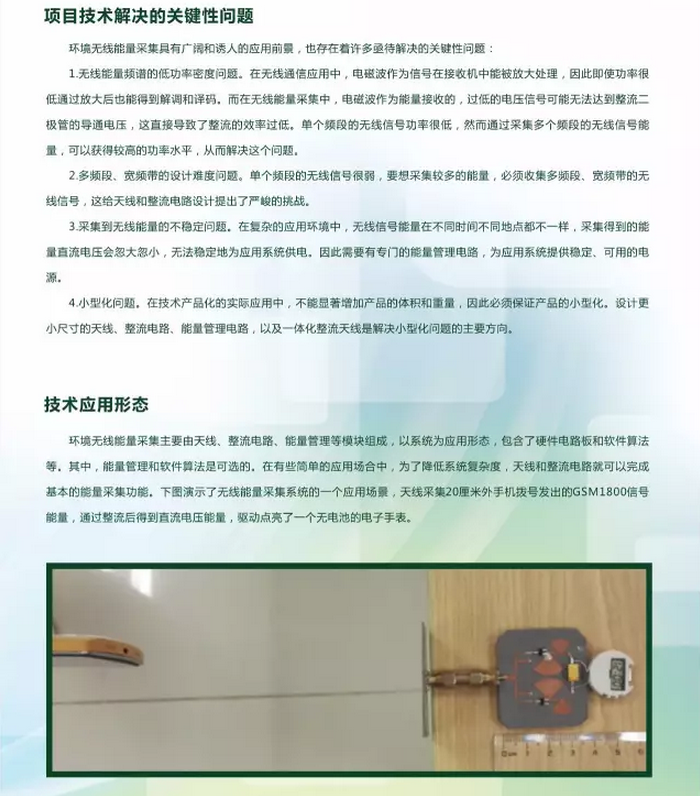 项目技术解决的关键性问题
环境无线能量采集具有广阔和诱人的应用前景，也存在着许多亟待解决的关键性问题：
1.无线能量频谱的低功率密度问题。在无线通信应用中，电磁波作为信号在接收机中能被放大处理，因此即使功率很
低通过放大后也能得到解调和译码。而在无线能量采集中，电磁波作为能量接收的，过低的电压信号可能无法达到整流二
极管的导通电压，这直接导致了整流的效率过低。单个频段的无线信号功率很低，然而通过采集多个频段的无线信号能
量，可以获得较高的功率水平，从而解决这个问题。
2.多频段、宽频带的设计难度问题。单个频段的无线信号很弱，要想采集较多的能量，必须收集多频段、宽频带的无
线信号，这给天线和整流电路设计提出了严峻的挑战。
3.采集到无线能量的不稳定问题。在复杂的应用环境中，无线信号能量在不同时间不同地点都不一样，采集得到的能
量直流电压会忽大忽小，无法稳定地为应用系统供电。因此需要有专门的能量管理电路，为应用系统提供稳定、可用的电
源。
4.小型化问题。在技术产品化的实际应用中，不能显著增加产品的体积和重量，因此必须保证产品的小型化。设计更
小尺寸的天线、整流电路、能量管理电路，以及一体化整流天线是解决小型化问题的主要方向。
技术应用形态
环境无线能量采集主要由天线、整流电路、能量管理等模块组成，以系统为应用形态，包含了硬件电路板和软件算法
等。其中，能量管理和软件算法是可选的。在有些简单的应用场合中，为了降低系统复杂度，天线和整流电路就可以完成
基本的能量采集功能。下图演示了无线能量采集系统的一个应用场景，天线采集20厘米外手机拨号发出的GSM1800信号
能量，通过整流后得到直流电压能量，驱动点亮了一个无电池的电子手表。
0cm 1 2 3 4 5 6